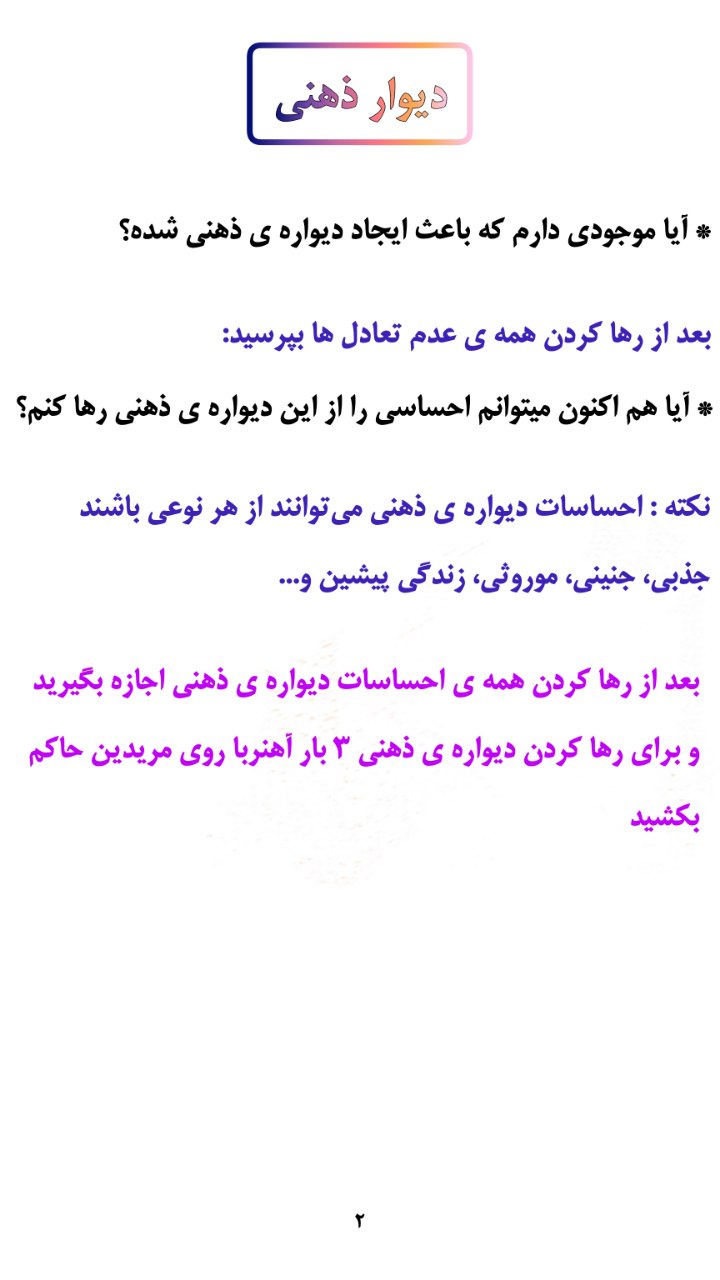 دیوار ذهنی
* آیا موجودی دارم که باعث ایجاد دیواره ی ذهنی شده؟
بعد از رها کردن همه ی عدم تعادل ها بپرسید:
* آیا هم اکنون میتوانم احساسی را از این دیواره ی ذهنی رها کنم؟
نکته : احساسات دیواره ی ذهنی می‌توانند از هر نوعی باشند
جذبی، جنینی، موروثی، زندگی پیشین و...
بعد از رها کردن همه ی احساسات دیواره ی ذهنی اجازه بگیرید
و برای رها کردن دیواره ی ذهنی ۳ بار آهنربا روی مریدین حاکم
بکشید
۲